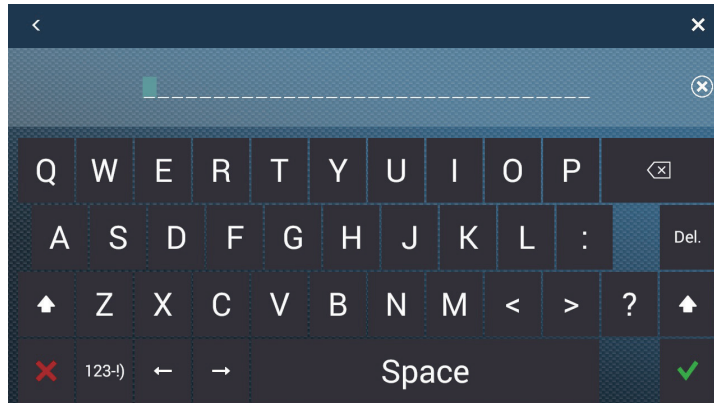 Q W E R T Y U I O P
A S D F G H J K L : Del.
Z X C V B N M < > ?
123-!) ← → Space